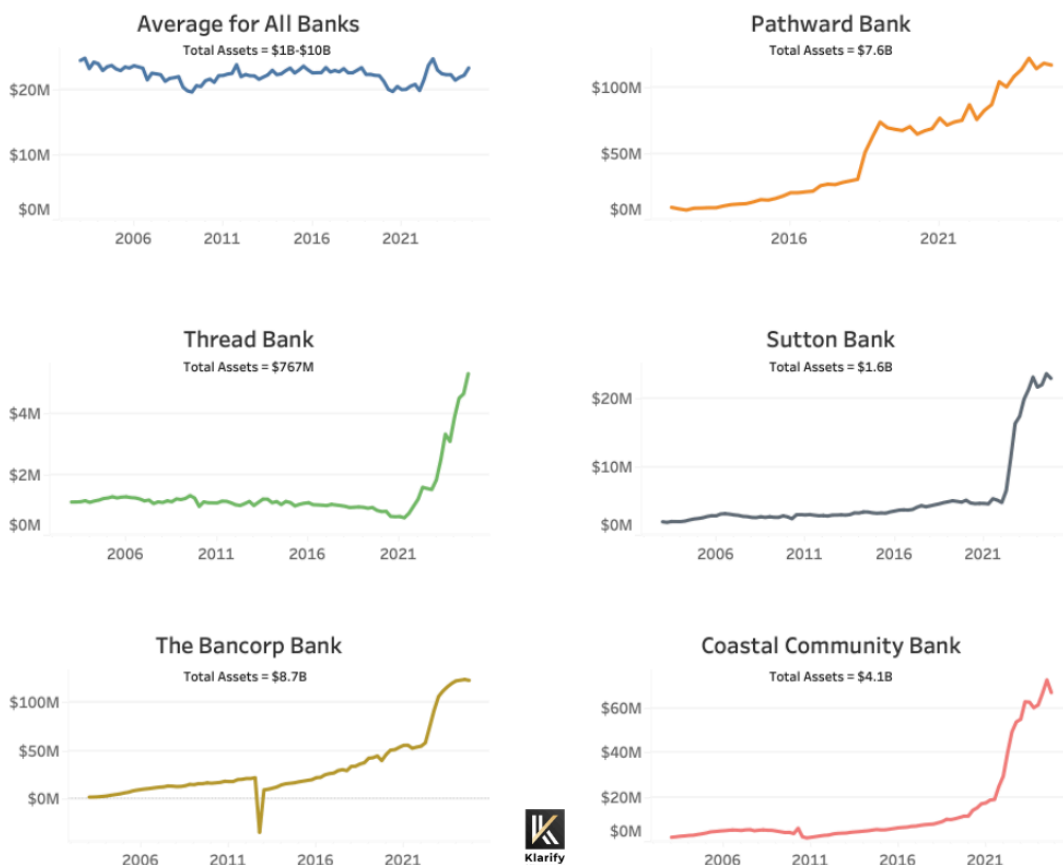 Average for All Banks
Total Assets = $1B-$10B
$20M
$10M
$0M
2006 2011 2016 2021
Pathward Bank
Total Assets = $7.6B
$100M
$50M
$0M
2016 2021
Thread Bank
Total Assets = $767M
$4M
$2M
$0M
2006 2011 2016 2021
Sutton Bank
Total Assets = $1.6B
$20M
$10M
$0M
2006 2011 2016 2021
The Bancorp Bank
Total Assets = $8.7B
$100M
$50M
$0M
2006 2011 2016 2021
Coastal Community Bank
Total Assets = $4.1B
$60M
$40M
$20M
$0M
2006 2011 2016 2021
Klarify